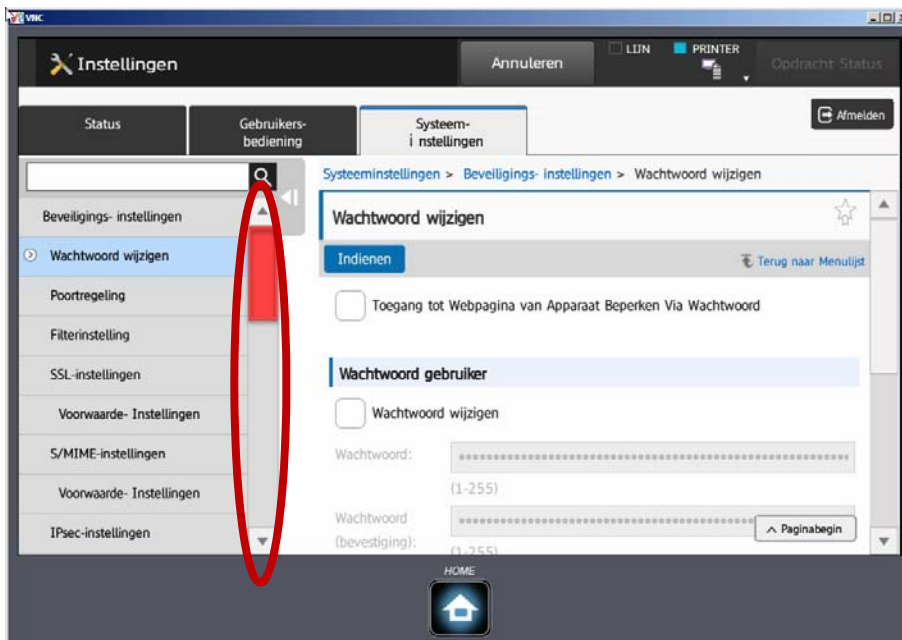 VNC
Instellingen
Annuleren
LIJN
PRINTER
Opdracht Status
Status
Gebruikers-
bediening
Systeem-
i nstellingen
Afmelden
Systeeminstellingen > Beveiligings- instellingen > Wachtwoord wijzigen
Beveiligings- instellingen
Wachtwoord wijzigen
Poortregeling
Filterinstelling
SSL-instellingen
Voorwaarde- Instellingen
S/MIME-instellingen
Voorwaarde- Instellingen
IPsec-instellingen
Wachtwoord wijzigen
Indienen
Terug naar Menulijst
Toegang tot Webpagina van Apparaat Beperken Via Wachtwoord
Wachtwoord gebruiker
Wachtwoord wijzigen
Wachtwoord:
(1-255)
Wachtwoord
(bevestiging):
(1-255)
Paginabegin
HOME